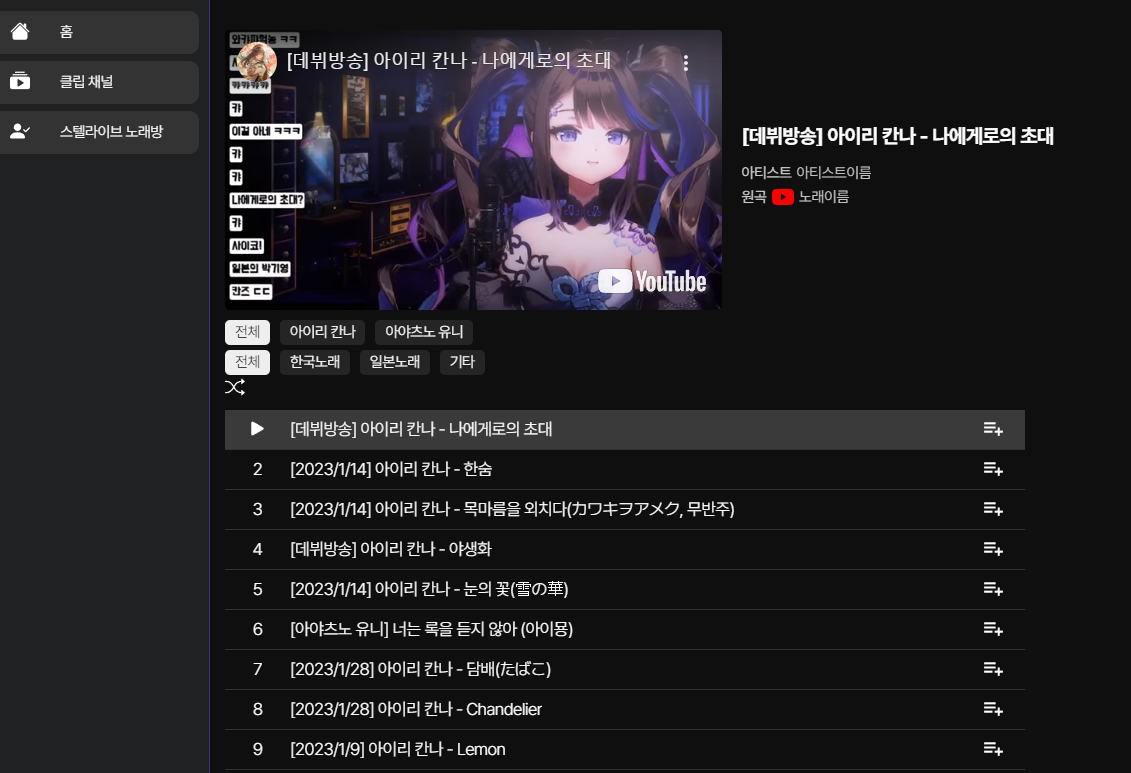 홈
클립 채널
스텔라이브 노래방
와카파헉놈 ㅋㅋ
[데뷔방송] 아이리 칸나 - 나에게로의 초대
캬캬캬캬
캬
이걸 아네 ㅋㅋㅋ
캬
캬
나에게로의 초대?
캬
사이코!
일본의 박기영
칸즈 ㄷㄷ
YouTube
[데뷔방송] 아이리 칸나 - 나에게로의 초대
아티스트 아티스트이름
원곡 노래이름
전체 아이리 칸나 아야츠노 유니
전체 한국노래 일본노래 기타
[데뷔방송] 아이리 칸나 - 나에게로의 초대
2 [2023/1/14] 아이리 칸나 - 한숨
3 [2023/1/14] 아이리 칸나 - 목마름을 외치다(カワキヲアメク, 무반주)
4 [데뷔방송] 아이리 칸나 - 야생화
5 [2023/1/14] 아이리 칸나 - 눈의 꽃(雪の華)
6 [아야츠노 유니] 너는 록을 듣지 않아 (아이묭)
7 [2023/1/28] 아이리 칸나 - 담배(たばこ)
8 [2023/1/28] 아이리 칸나 - Chandelier
9 [2023/1/9] 아이리 칸나 - Lemon